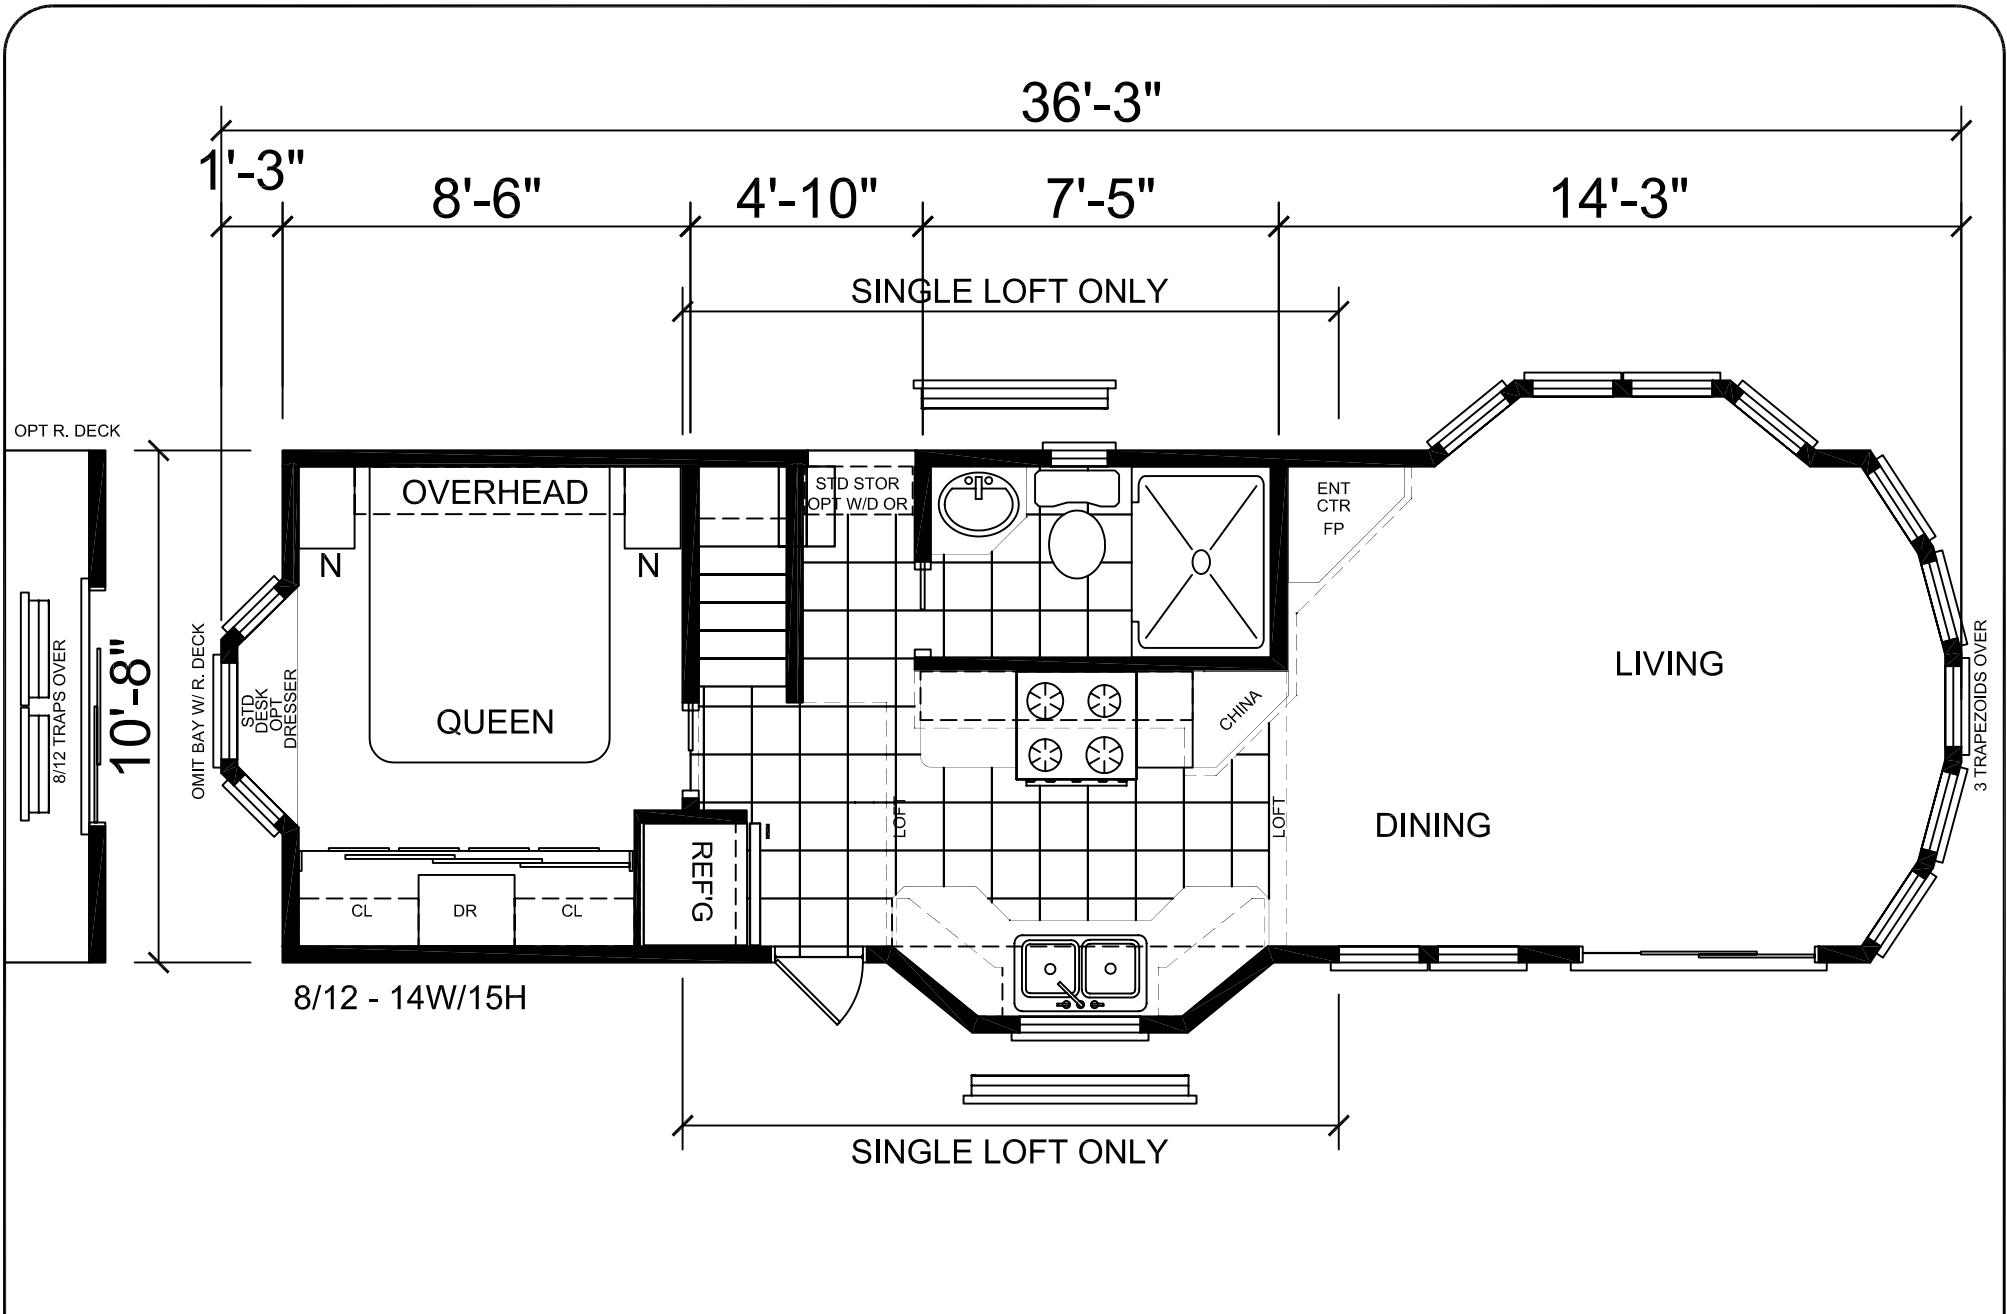 36'-3"
1'-3"
8'-6"
4'-10"
7'-5"
14'-3"
SINGLE LOFT ONLY
OPT R. DECK
OVERHEAD
STD STOR
OPT W/D OR
ENT
CTR
FP
N
N
8/12 TRAPS OVER
10'-8"
OMIT BAY W/ R. DECK
STD
DESK
OPT
DRESSER
QUEEN
CHINA
LIVING
3 TRAPEZOIDS OVER
LOFT
LOFT
DINING
REF'G
CL
DR
CL
8/12 - 14W/15H
SINGLE LOFT ONLY